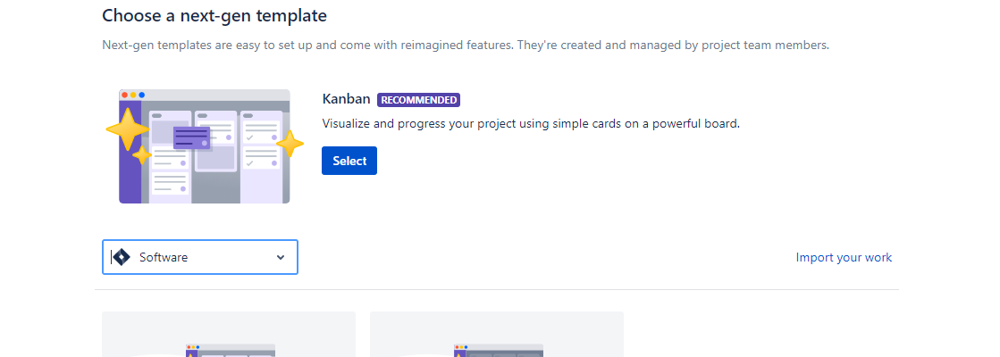 Choose a next-gen template
Next-gen templates are easy to set up and come with reimagined features. They're created and managed by project team members.
Kanban RECOMMENDED
Visualize and progress your project using simple cards on a powerful board.
Select
Software
Import your work